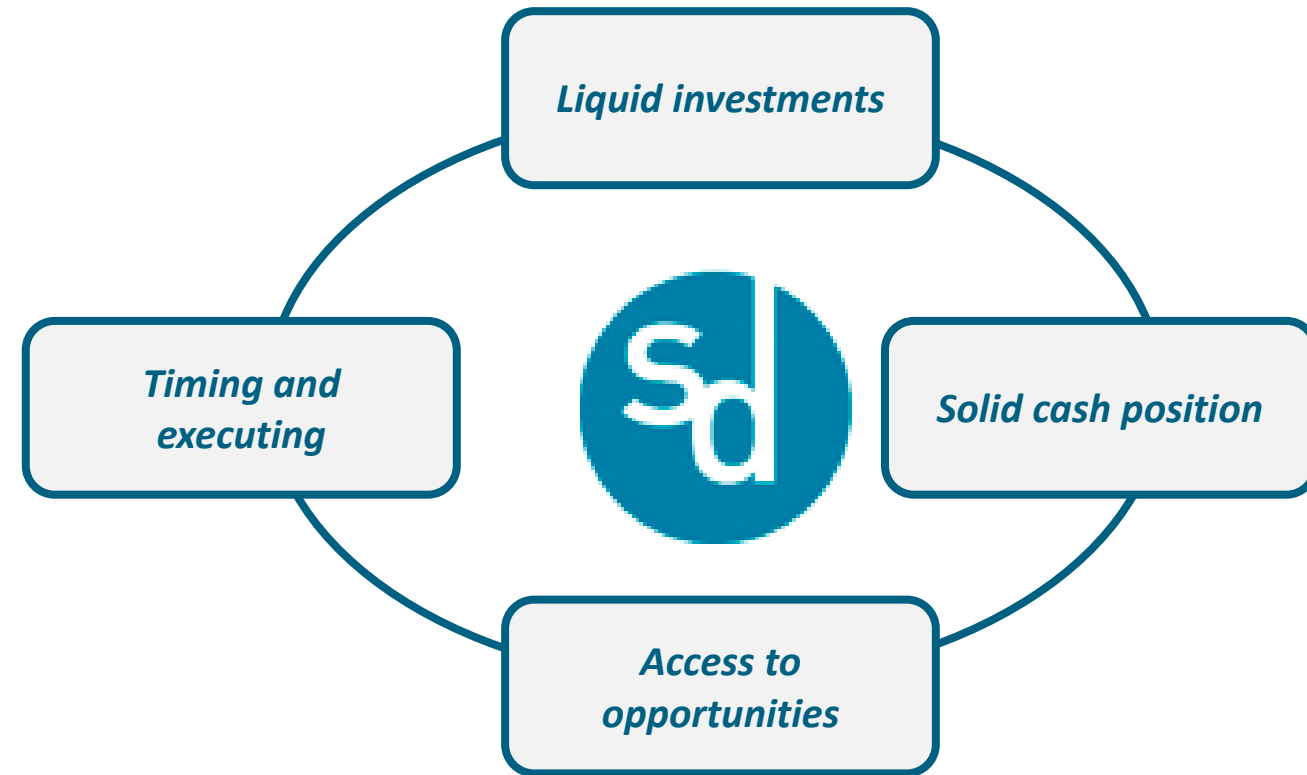 Liquid investments
Timing and
executing
sd
Solid cash position
Access to
opportunities